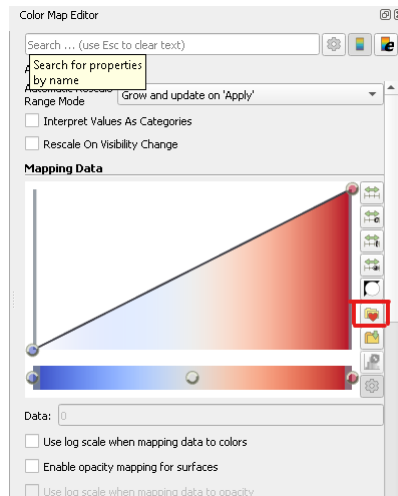 Color Map Editor
Search ... (use Esc to clear text)
Search for properties
by name
Range Mode
Grow and update on 'Apply'
Interpret Values As Categories
Rescale On Visibility Change
Mapping Data
Data: 0
Use log scale when mapping data to colors
Enable opacity mapping for surfaces
Use log scale when mapping data to opacity